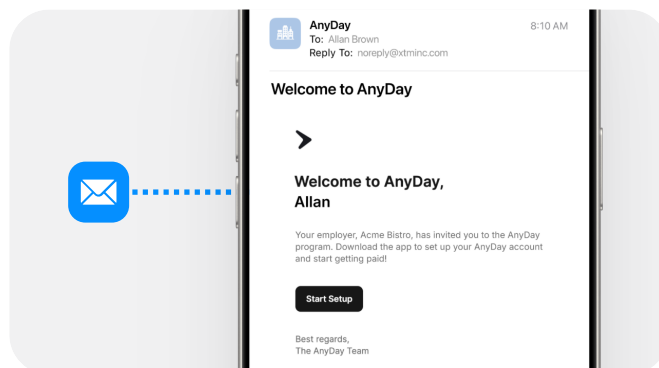 AnyDay 8:10 AM
To: Allan Brown
Reply To: noreply@xtminc.com
Welcome to AnyDay
Welcome to AnyDay,
Allan
Your employer, Acme Bistro, has invited you to the AnyDay
program. Download the app to set up your AnyDay account
and start getting paid!
Start Setup
Best regards,
The AnyDay Team